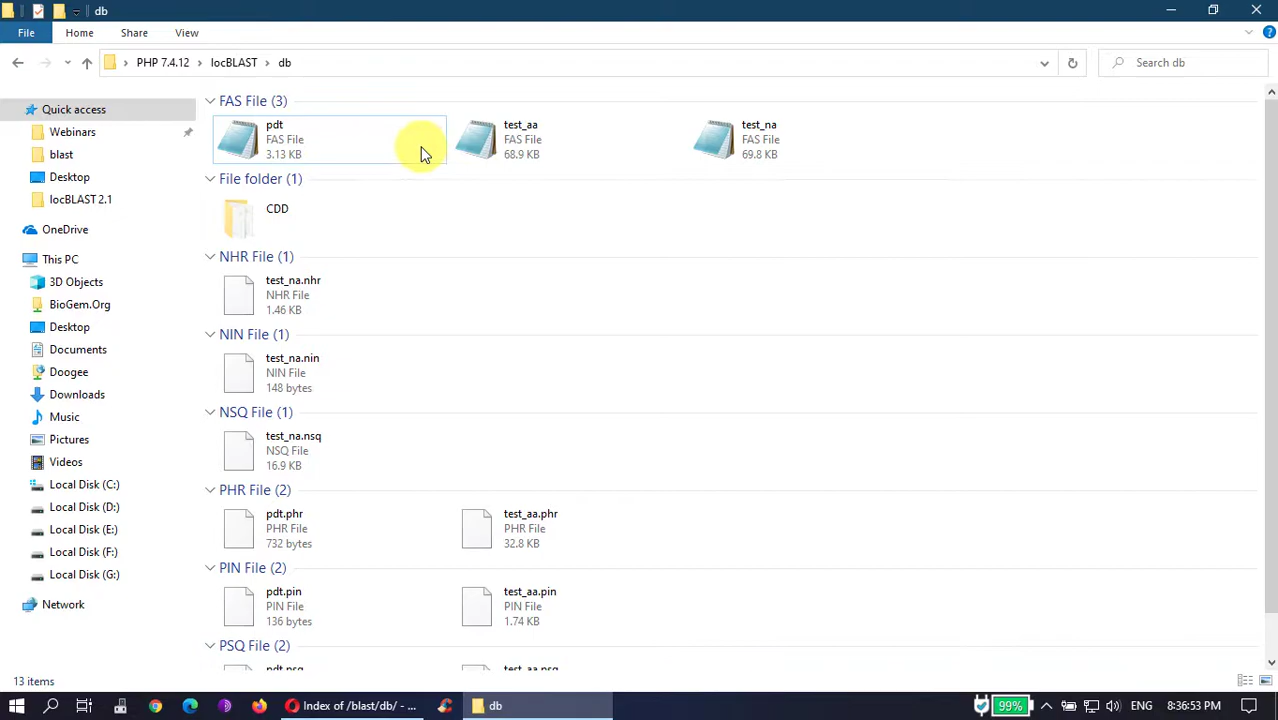 db
File
Home
Share
View
PHP 7.4.12
locBLAST
db
Search db
Quick access
Webinars
blast
Desktop
locBLAST 2.1
OneDrive
This PC
3D Objects
BioGem.Org
Desktop
Documents
Doogee
Downloads
Music
Pictures
Videos
Local Disk (C:)
Local Disk (D:)
Local Disk (E:)
Local Disk (F:)
Local Disk (G:)
Network
FAS File (3)
pdt
FAS File
3.13 KB
test_aa
FAS File
68.9 KB
test_na
FAS File
69.8 KB
File folder (1)
CDD
NHR File (1)
test_na.nhr
NHR File
1.46 KB
NIN File (1)
test_na.nin
NIN File
148 bytes
NSQ File (1)
test_na.nsq
NSQ File
16.9 KB
PHR File (2)
pdt.phr
PHR File
732 bytes
test_aa.phr
PHR File
32.8 KB
PIN File (2)
pdt.pin
PIN File
136 bytes
test_aa.pin
PIN File
1.74 KB
PSQ File (2)
pdt.psq
test_aa.psq
13 items
Index of /blast/db/ - ...
db
99%
ENG
8:36:53 PM